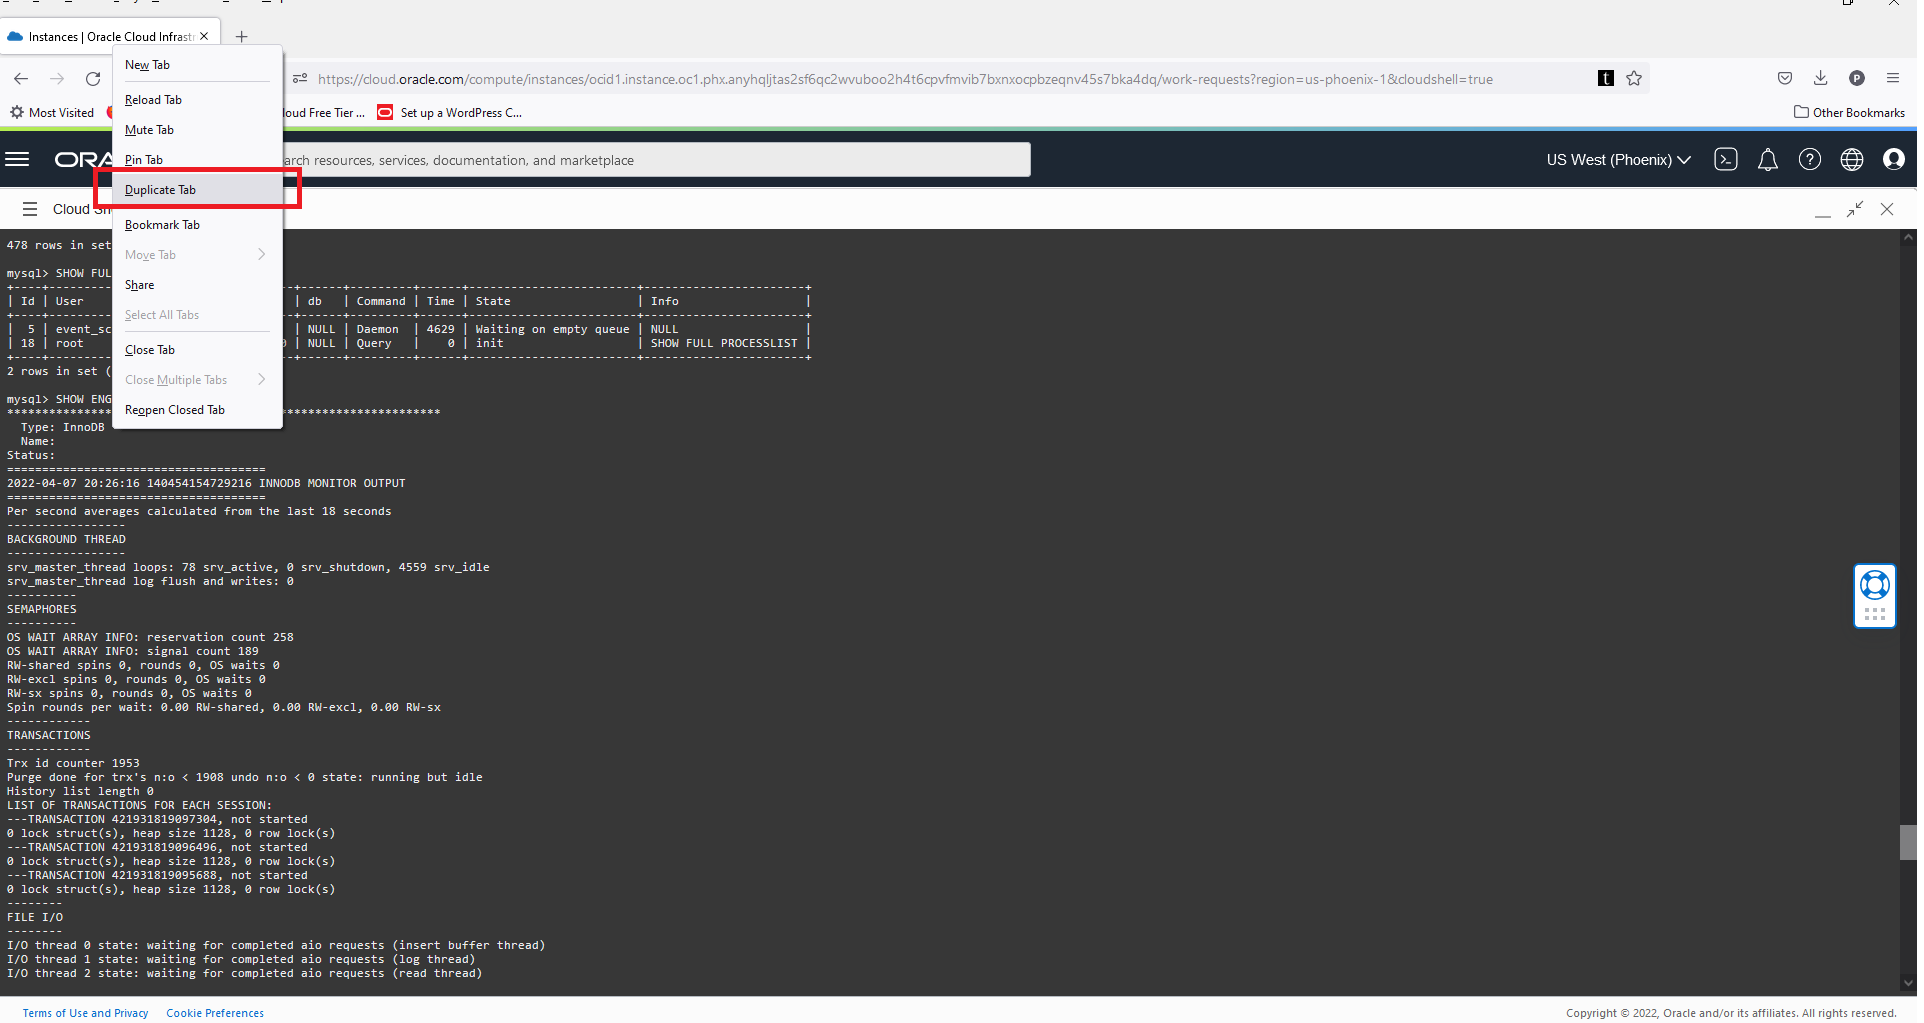 Instances | Oracle Cloud Infrastr
New Tab
https://cloud.oracle.com/compute/instances/ocid1.instance.oc1.phx.anyhqljtas2sf6qc2wvuboo2h4t6cpvfmvib7bxnxocpbzeqnv45s7bka4dq/work-requests?region=us-phoenix-1&cloudshell=true
P
Reload Tab
Most Visited
loud Free Tier ...
Set up a WordPress C...
Other Bookmarks
Mute Tab
Pin Tab
ORA
arch resources, services, documentation, and marketplace
US West (Phoenix)
Duplicate Tab
Cloud Sh
Bookmark Tab
Move Tab
Share
Select All Tabs
Close Tab
Close Multiple Tabs
Reopen Closed Tab
478 rows in set
mysql> SHOW FUL
+----+---------- --+------+---------+------+------------------------+-----------------------+
| Id | User | db | Command | Time | State | Info |
+----+---------- --+------+---------+------+------------------------+-----------------------+
| 5 | event_sc | NULL | Daemon | 4629 | Waiting on empty queue | NULL |
| 18 | root | NULL | Query | 0 | init | SHOW FULL PROCESSLIST |
+----+---------- --+------+---------+------+------------------------+-----------------------+
2 rows in set (
mysql> SHOW ENG
*************** ***********************
Type: InnoDB
Name:
Status:
=====================================
2022-04-07 20:26:16 140454154729216 INNODB MONITOR OUTPUT
=====================================
Per second averages calculated from the last 18 seconds
-----------------
BACKGROUND THREAD
-----------------
srv_master_thread loops: 78 srv_active, 0 srv_shutdown, 4559 srv_idle
srv_master_thread log flush and writes: 0
----------
SEMAPHORES
----------
OS WAIT ARRAY INFO: reservation count 258
OS WAIT ARRAY INFO: signal count 189
RW-shared spins 0, rounds 0, OS waits 0
RW-excl spins 0, rounds 0, OS waits 0
RW-sx spins 0, rounds 0, OS waits 0
Spin rounds per wait: 0.00 RW-shared, 0.00 RW-excl, 0.00 RW-sx
------------
TRANSACTIONS
------------
Trx id counter 1953
Purge done for trx's n:o < 1908 undo n:o < 0 state: running but idle
History list length 0
LIST OF TRANSACTIONS FOR EACH SESSION:
---TRANSACTION 421931819097304, not started
0 lock struct(s), heap size 1128, 0 row lock(s)
---TRANSACTION 421931819096496, not started
0 lock struct(s), heap size 1128, 0 row lock(s)
---TRANSACTION 421931819095688, not started
0 lock struct(s), heap size 1128, 0 row lock(s)
--------
FILE I/O
--------
I/O thread 0 state: waiting for completed aio requests (insert buffer thread)
I/O thread 1 state: waiting for completed aio requests (log thread)
I/O thread 2 state: waiting for completed aio requests (read thread)
Terms of Use and Privacy
Cookie Preferences
Copyright © 2022, Oracle and/or its affiliates. All rights reserved.